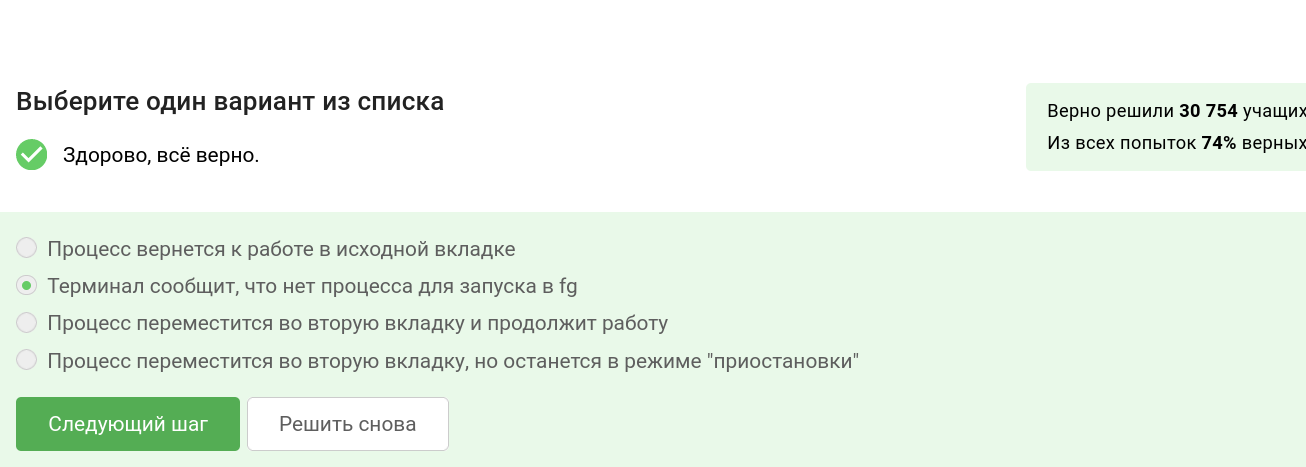 Выберите один вариант из списка
Верно решили 30 754 учащих
Здорово, всё верно.
Из всех попыток 74% верных
Процесс вернется к работе в исходной вкладке
Терминал сообщит, что нет процесса для запуска в fg
Процесс переместится во вторую вкладку и продолжит работу
Процесс переместится во вторую вкладку, но останется в режиме "приостановки"
Следующий шаг
Решить снова